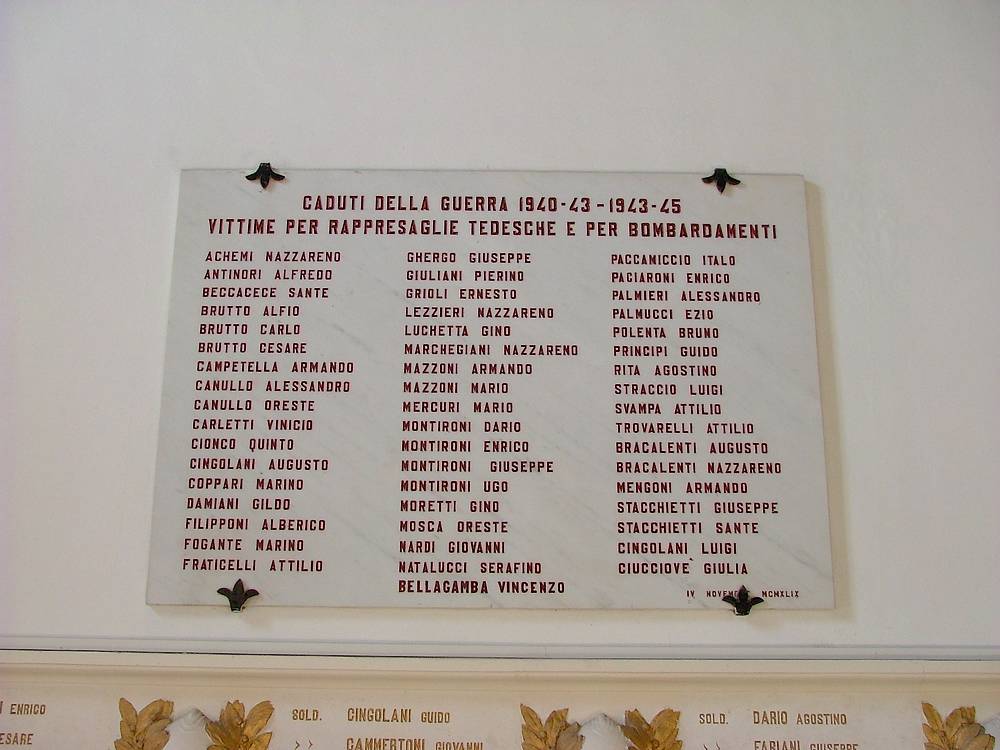 CADUTI DELLA GUERRA 1940-43-1943-45
VITTIME PER RAPPRESAGLIE TEDESCHE E PER BOMBARDAMENTI
ACHEMI NAZZARENO
ANTINORI ALFREDO
BECCACECE SANTE
BRUTTO ALFIO
BRUTTO CARLO
BRUTTO CESARE
CAMPETELLA ARMANDO
CANULLO ALESSANDRO
CANULLO ORESTE
CARLETTI VINICIO
CIONCO QUINTO
CINGOLANI AUGUSTO
COPPARI MARINO
DAMIANI GILDO
FILIPPONI ALBERICO
FOGANTE MARINO
FRATICELLI ATTILIO
GHERGO GIUSEPPE
GIULIANI PIERINO
GRIOLI ERNESTO
LEZZIERI NAZZARENO
LUCHETTA GINO
MARCHEGIANI NAZZARENO
MAZZONI ARMANDO
MAZZONI MARIO
MERCURI MARIO
MONTIRONI DARIO
MONTIRONI ENRICO
MONTIRONI GIUSEPPE
MONTIRONI UGO
MORETTI GINO
MOSCA ORESTE
NARDI GIOVANNI
NATALUCCI SERAFINO
BELLAGAMBA VINCENZO
PACCAMICCIO ITALO
PACIARONI ENRICO
PALMIERI ALESSANDRO
PALMUCCI EZIO
POLENTA BRUNO
PRINCIPI GUIDO
RITA AGOSTINO
STRACCIO LUIGI
SVAMPA ATTILIO
TROVARELLI ATTILIO
BRACALENTI AUGUSTO
BRACALENTI NAZZARENO
MENGONI ARMANDO
STACCHIETTI GIUSEPPE
STACCHIETTI SANTE
CINGOLANI LUIGI
CIUCCIOVE` GIULIA
IV NOVEMBRE MCMXLIX
ENRICO
SOLD. CINGOLANI GUIDO
›› CAMMERTONI GIOVANNI
SOLD. DARIO AGOSTINO
›› FABIANI GIUSEPPE